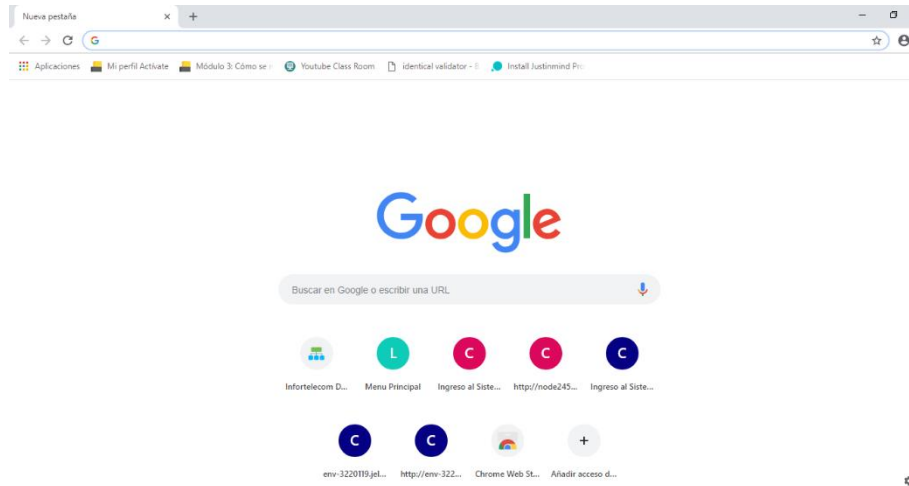 Nueva pestaña
G
Aplicaciones Mi perfil Actívate Módulo 3: Cómo se Youtube Class Room identical validator - Install Justinmind Pro
Google
Buscar en Google o escribir una URL
L C C C
Infortelecom D... Menu Principal Ingreso al Siste... http://node245... Ingreso al Siste...
C C
env-3220119.jel... http://env-322... Chrome Web St... Añadir acceso d...